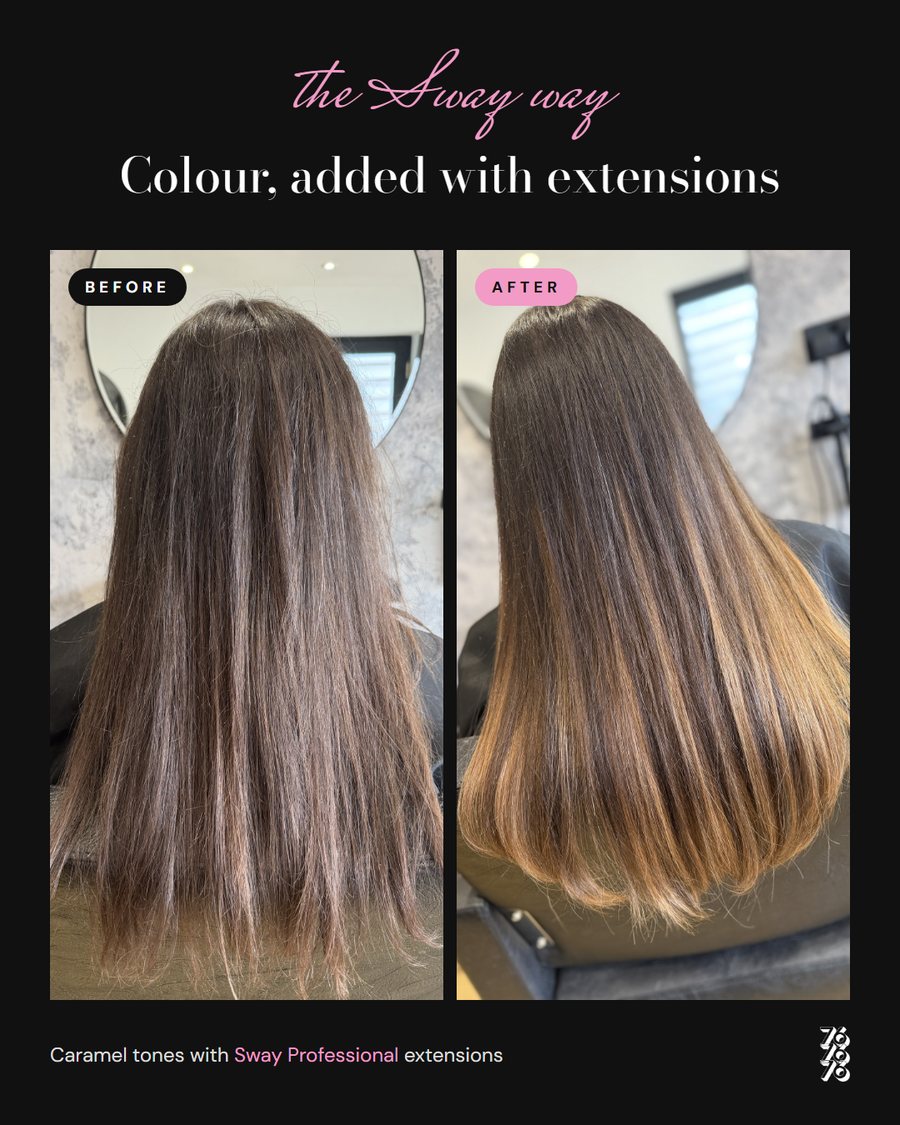 the Sway way
Colour, added with extensions
BEFORE
AFTER
Caramel tones with Sway Professional extensions